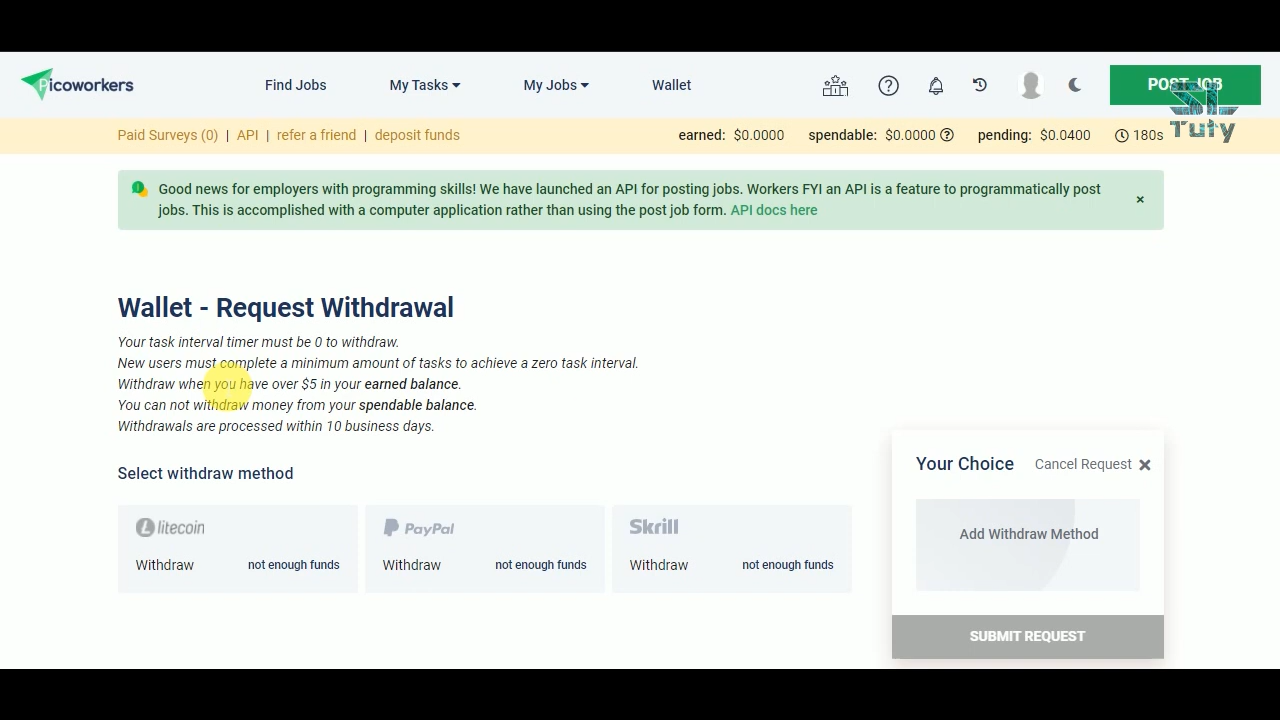 Picoworkers
Find Jobs
My Tasks
My Jobs
Wallet
POST JOB
SL Tuty
Paid Surveys (0) | API | refer a friend | deposit funds
earned: $0.0000 spendable: $0.0000 pending: $0.0400 180s
Good news for employers with programming skills! We have launched an API for posting jobs. Workers FYI an API is a feature to programmatically post
jobs. This is accomplished with a computer application rather than using the post job form. API docs here
×
Wallet - Request Withdrawal
Your task interval timer must be 0 to withdraw.
New users must complete a minimum amount of tasks to achieve a zero task interval.
Withdraw when you have over $5 in your earned balance.
You can not withdraw money from your spendable balance.
Withdrawals are processed within 10 business days.
Select withdraw method
litecoin
Withdraw not enough funds
PayPal
Withdraw not enough funds
Skrill
Withdraw not enough funds
Your Choice Cancel Request ×
Add Withdraw Method
SUBMIT REQUEST